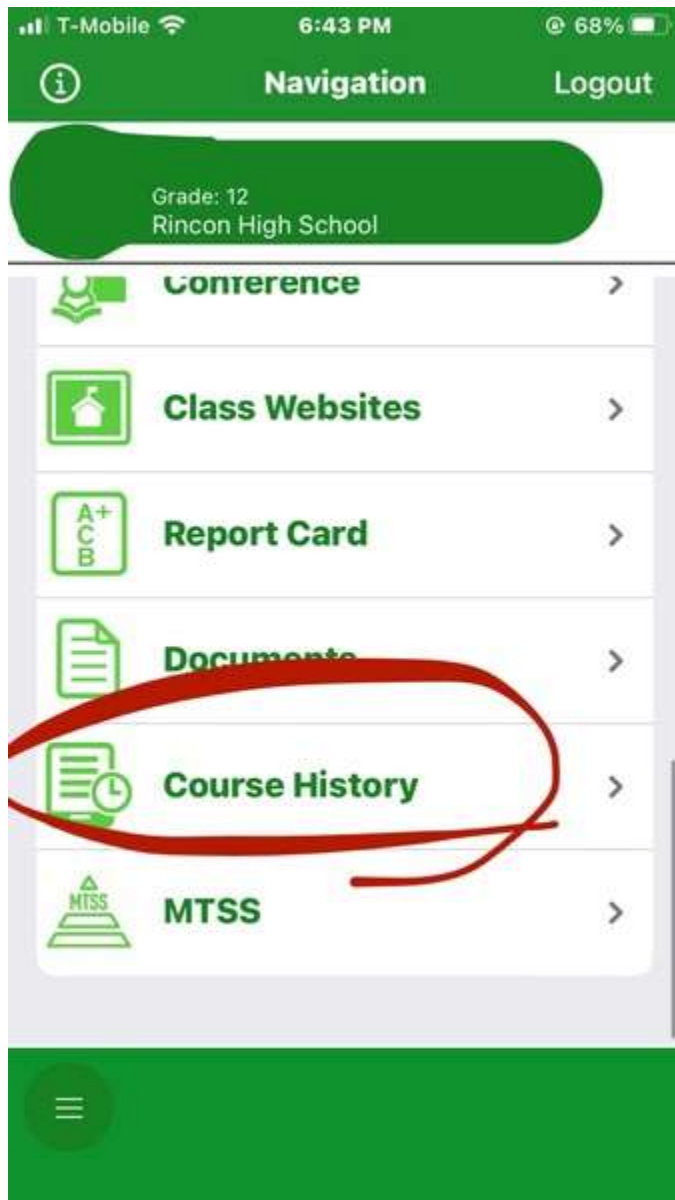 T-Mobile 6:43 PM 68%
Navigation Logout
Grade: 12
Rincon High School
Conference
Class Websites
A+
C
B
Report Card
Documents
Course History
MTSS
MTSS